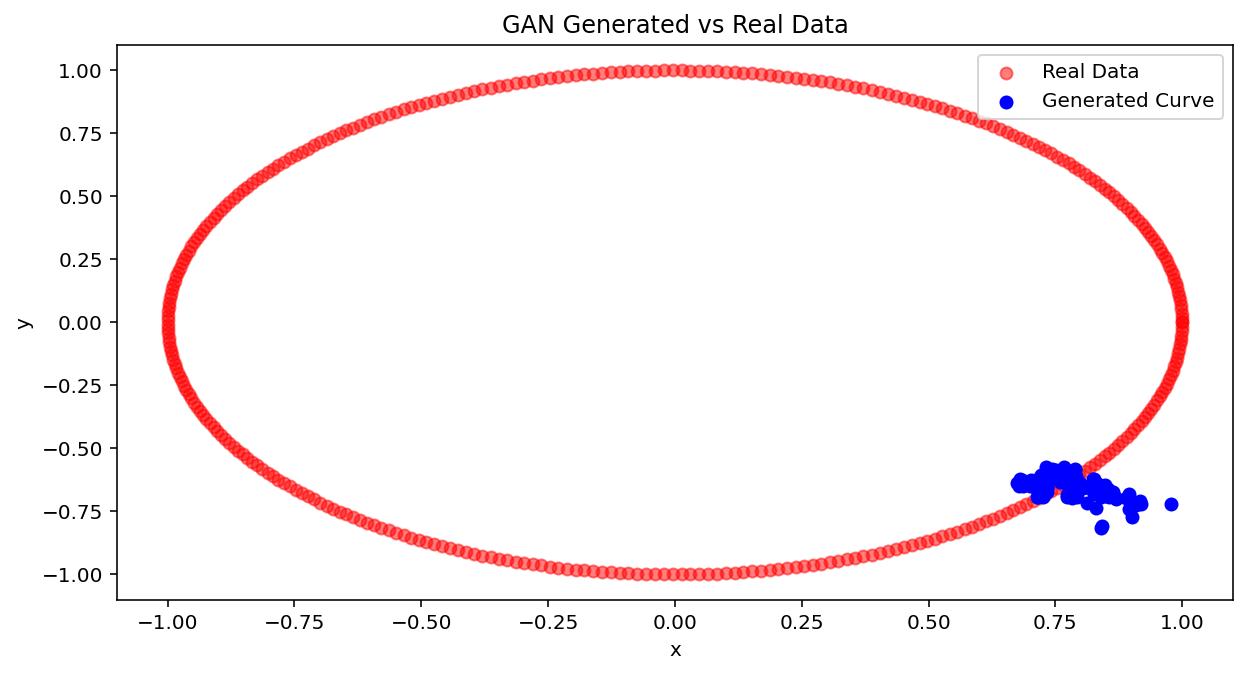 GAN Generated vs Real Data
Real Data
Generated Curve
1.00
0.75
0.50
0.25
0.00
−0.25
−0.50
−0.75
−1.00
y
−1.00 −0.75 −0.50 −0.25 0.00 0.25 0.50 0.75 1.00
x